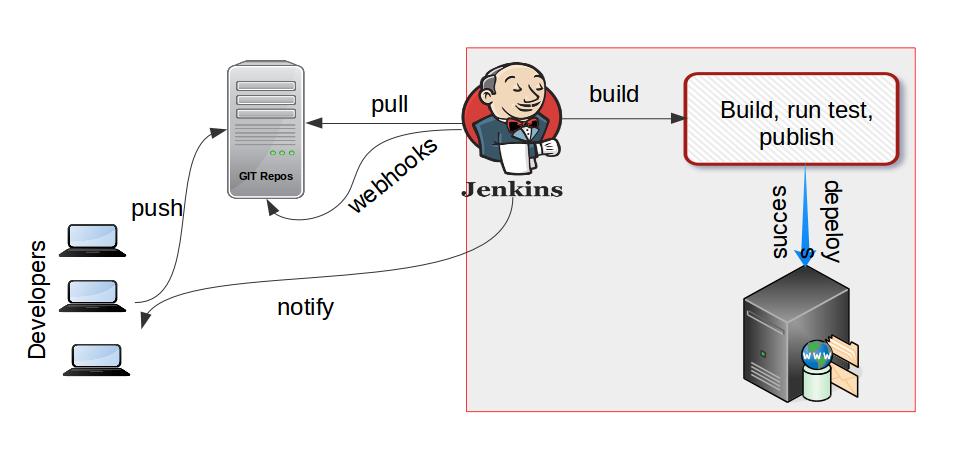 pull
build
Build, run test,
publish
webhooks
GIT Repos
Jenkins
push
succes
s
depeloy
Developers
notify
www